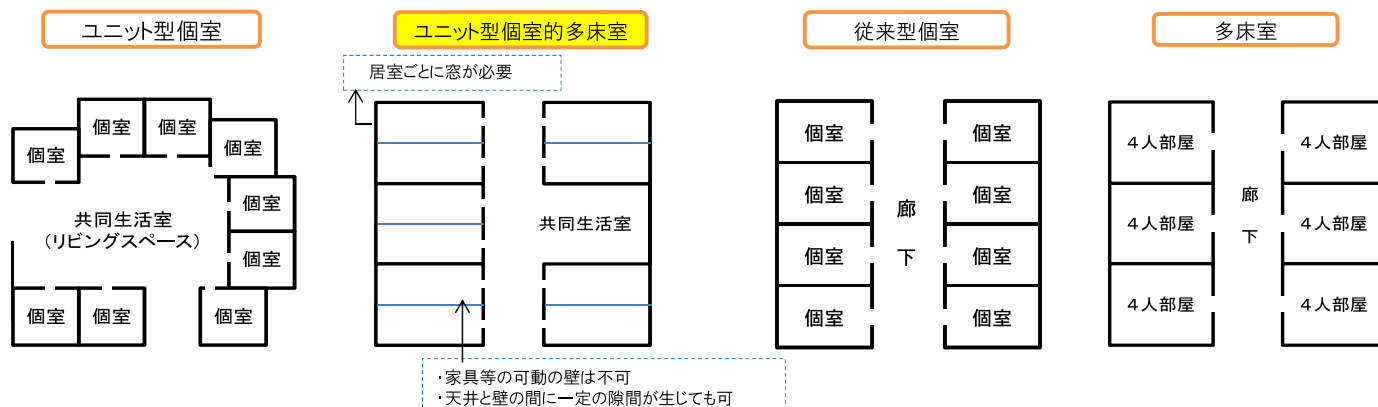 ユニット型個室
ユニット型個室的多床室
従来型個室
多床室
居室ごとに窓が必要
個室
個室
個室
個室
個室
個室
個室
個室
個室
共同生活室
(リビングスペース)
共同生活室
・家具等の可動の壁は不可
・天井と壁の間に一定の隙間が生じても可
個室
個室
個室
個室
廊
下
個室
個室
個室
個室
4人部屋
4人部屋
4人部屋
廊
下
4人部屋
4人部屋
4人部屋